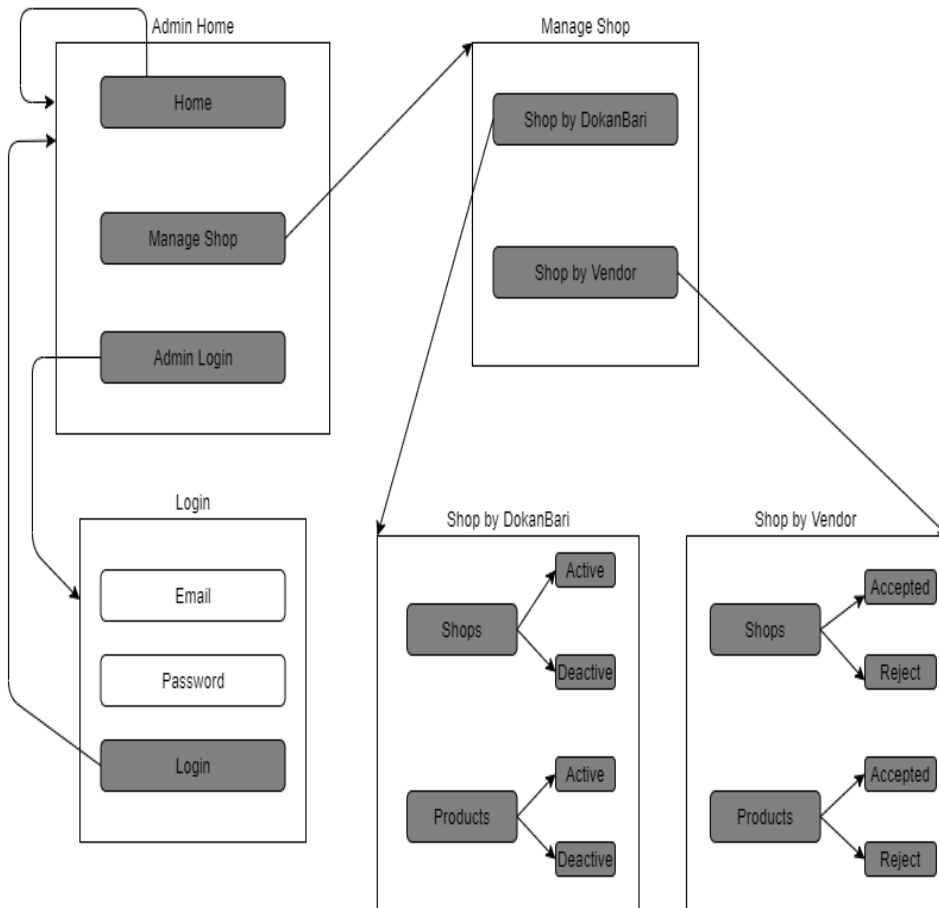 Admin Home
Home
Manage Shop
Admin Login
Manage Shop
Shop by DokanBari
Shop by Vendor
Login
Email
Password
Login
Shop by DokanBari
Shops
Active
Deactive
Products
Active
Deactive
Shop by Vendor
Shops
Accepted
Reject
Products
Accepted
Reject